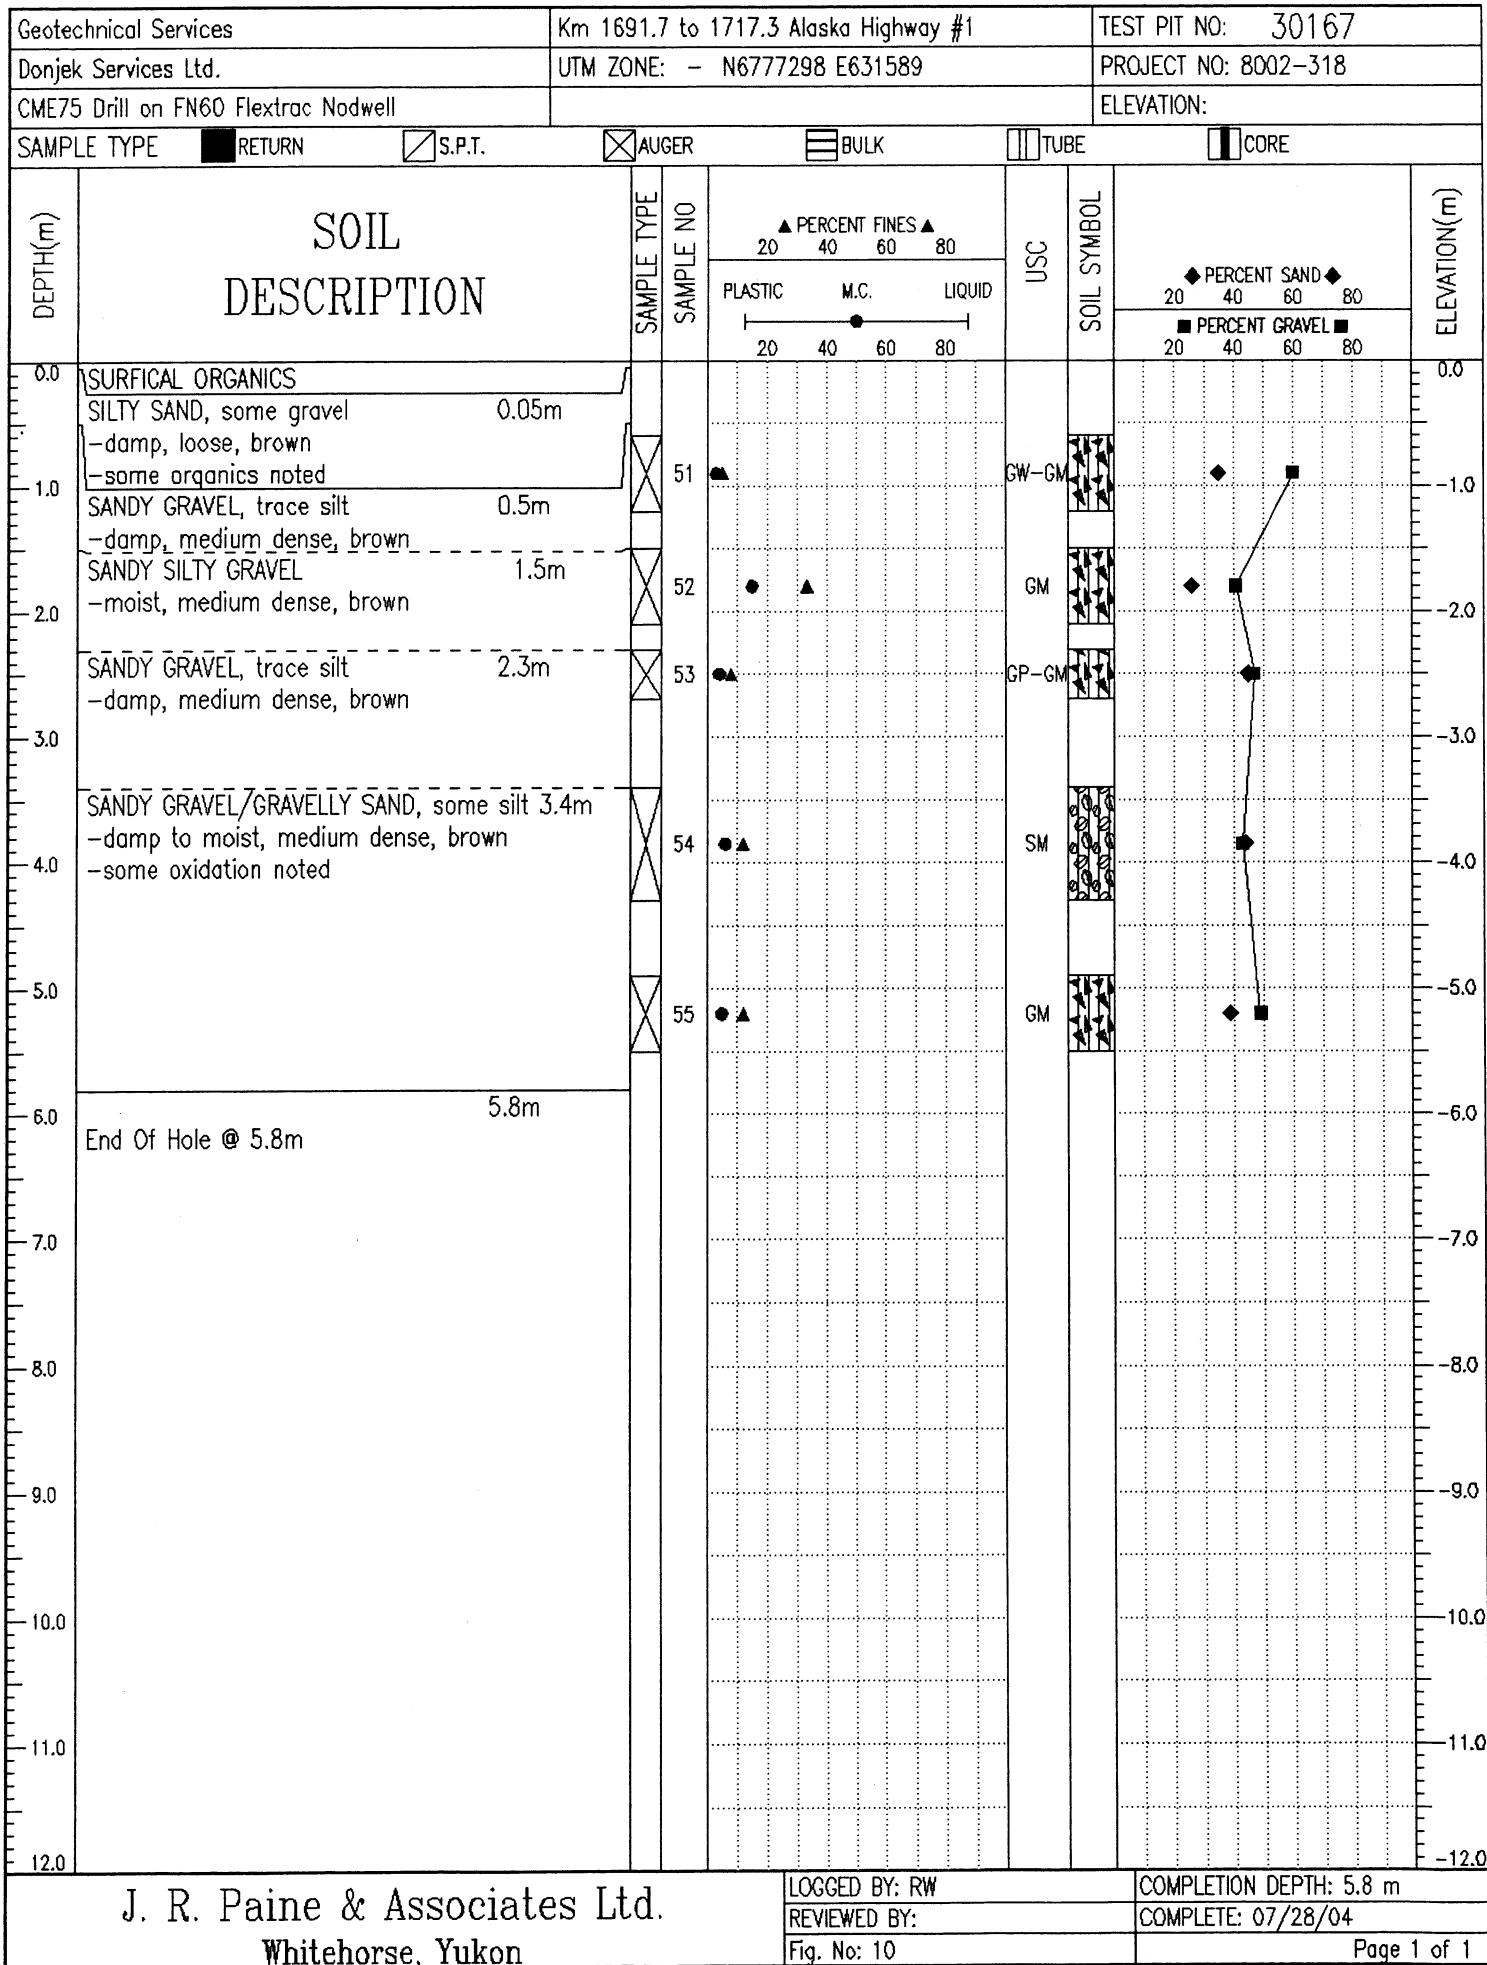 Geotechnical Services
Km 1691.7 to 1717.3 Alaska Highway #1
TEST PIT NO: 30167
Donjek Services Ltd.
UTM ZONE: - N6777298 E631589
PROJECT NO: 8002-318
CME75 Drill on FN60 Flextrac Nodwell
ELEVATION:
SAMPLE TYPE RETURN S.P.T. AUGER BULK TUBE CORE
DEPTH(m)
SOIL
DESCRIPTION
SAMPLE TYPE
SAMPLE NO
▲ PERCENT FINES ▲
20 40 60 80
PLASTIC M.C. LIQUID
20 40 60 80
USC
SOIL SYMBOL
◆ PERCENT SAND ◆
20 40 60 80
■ PERCENT GRAVEL ■
20 40 60 80
ELEVATION(m)
0.0
SURFICAL ORGANICS
0.0
SILTY SAND, some gravel 0.05m
-damp, loose, brown
-some organics noted
51
GW-GM
1.0
-1.0
SANDY GRAVEL, trace silt 0.5m
-damp, medium dense, brown
SANDY SILTY GRAVEL 1.5m
52
GM
-moist, medium dense, brown
2.0
-2.0
SANDY GRAVEL, trace silt 2.3m
53
GP-GM
-damp, medium dense, brown
3.0
-3.0
SANDY GRAVEL/GRAVELLY SAND, some silt 3.4m
-damp to moist, medium dense, brown
54
SM
-some oxidation noted
4.0
-4.0
5.0
-5.0
55
GM
5.8m
6.0
-6.0
End Of Hole @ 5.8m
7.0
-7.0
8.0
-8.0
9.0
-9.0
10.0
-10.0
11.0
-11.0
12.0
-12.0
J. R. Paine & Associates Ltd.
Whitehorse, Yukon
LOGGED BY: RW
COMPLETION DEPTH: 5.8 m
REVIEWED BY:
COMPLETE: 07/28/04
Fig. No: 10
Page 1 of 1